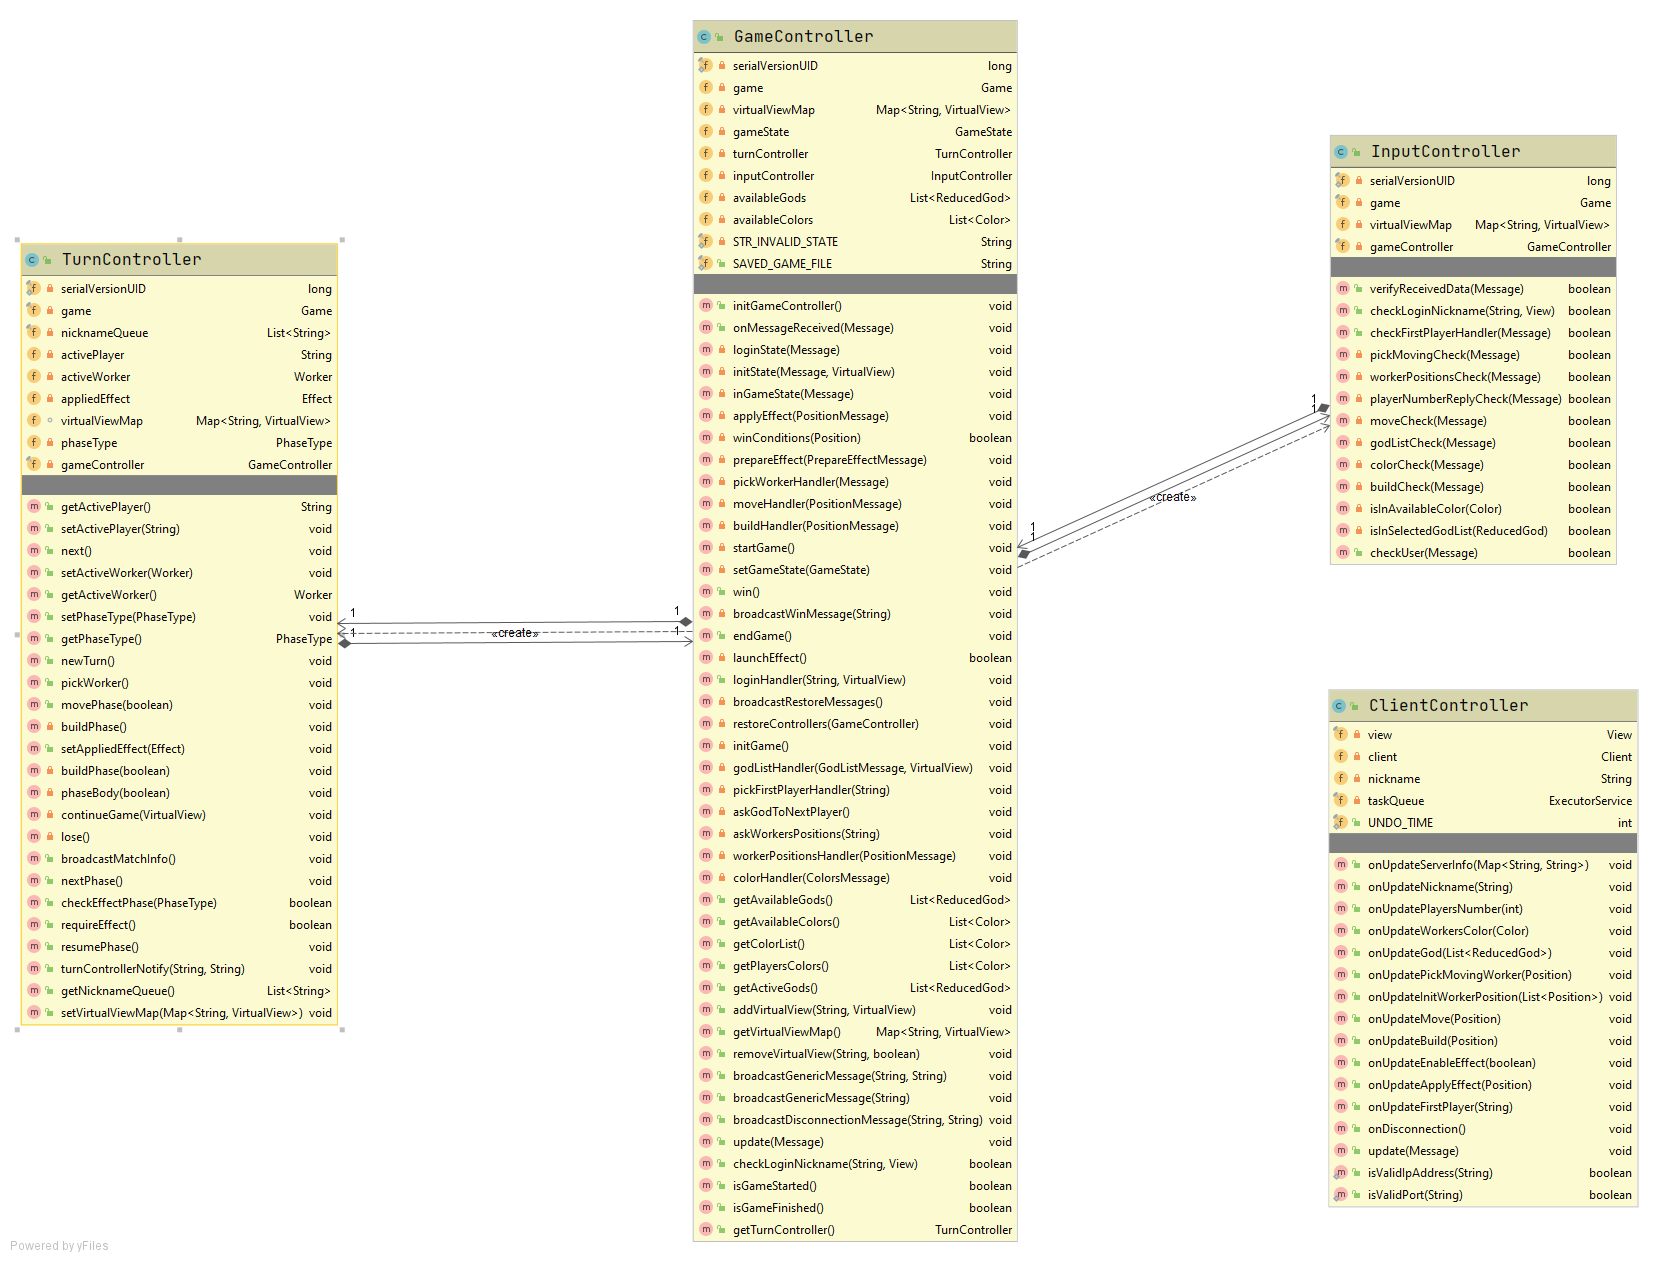 GameController
serialVersionUID long
game Game
virtualViewMap Map<String, VirtualView>
gameState GameState
turnController TurnController
inputController InputController
availableGods List<ReducedGod>
availableColors List<Color>
STR_INVALID_STATE String
SAVED_GAME_FILE String
initGameController() void
onMessageReceived(Message) void
loginState(Message) void
initState(Message, VirtualView) void
inGameState(Message) void
applyEffect(PositionMessage) void
winConditions(Position) boolean
prepareEffect(PrepareEffectMessage) void
pickWorkerHandler(Message) void
moveHandler(PositionMessage) void
buildHandler(PositionMessage) void
startGame() void
setGameState(GameState) void
win() void
broadcastWinMessage(String) void
endGame() void
launchEffect() boolean
loginHandler(String, VirtualView) void
broadcastRestoreMessages() void
restoreControllers(GameController) void
initGame() void
godListHandler(GodListMessage, VirtualView) void
pickFirstPlayerHandler(String) void
askGodToNextPlayer() void
askWorkersPositions(String) void
workerPositionsHandler(PositionMessage) void
colorHandler(ColorsMessage) void
getAvailableGods() List<ReducedGod>
getAvailableColors() List<Color>
getColorList() List<Color>
getPlayersColors() List<Color>
getActiveGods() List<ReducedGod>
addVirtualView(String, VirtualView) void
getVirtualViewMap() Map<String, VirtualView>
removeVirtualView(String, boolean) void
broadcastGenericMessage(String, String) void
broadcastGenericMessage(String) void
broadcastDisconnectionMessage(String, String) void
update(Message) void
checkLoginNickname(String, View) boolean
isGameStarted() boolean
isGameFinished() boolean
getTurnController() TurnController
InputController
serialVersionUID long
game Game
virtualViewMap Map<String, VirtualView>
gameController GameController
verifyReceivedData(Message) boolean
checkLoginNickname(String, View) boolean
checkFirstPlayerHandler(Message) boolean
pickMovingCheck(Message) boolean
workerPositionsCheck(Message) boolean
playerNumberReplyCheck(Message) boolean
moveCheck(Message) boolean
godListCheck(Message) boolean
colorCheck(Message) boolean
buildCheck(Message) boolean
isInAvailableColor(Color) boolean
isInSelectedGodList(ReducedGod) boolean
checkUser(Message) boolean
TurnController
serialVersionUID long
game Game
nicknameQueue List<String>
activePlayer String
activeWorker Worker
appliedEffect Effect
virtualViewMap Map<String, VirtualView>
phaseType PhaseType
gameController GameController
getActivePlayer() String
setActivePlayer(String) void
next() void
setActiveWorker(Worker) void
getActiveWorker() Worker
setPhaseType(PhaseType) void
getPhaseType() PhaseType
newTurn() void
pickWorker() void
movePhase(boolean) void
buildPhase() void
setAppliedEffect(Effect) void
buildPhase(boolean) void
phaseBody(boolean) void
continueGame(VirtualView) void
lose() void
broadcastMatchInfo() void
nextPhase() void
checkEffectPhase(PhaseType) boolean
requireEffect() boolean
resumePhase() void
turnControllerNotify(String, String) void
getNicknameQueue() List<String>
setVirtualViewMap(Map<String, VirtualView>) void
1
1
«create»
1
1
1
1
«create»
1
1
ClientController
view View
client Client
nickname String
taskQueue ExecutorService
UNDO_TIME int
onUpdateServerInfo(Map<String, String>) void
onUpdateNickname(String) void
onUpdatePlayersNumber(int) void
onUpdateWorkersColor(Color) void
onUpdateGod(List<ReducedGod>) void
onUpdatePickMovingWorker(Position) void
onUpdateInitWorkerPosition(List<Position>) void
onUpdateMove(Position) void
onUpdateBuild(Position) void
onUpdateEnableEffect(boolean) void
onUpdateApplyEffect(Position) void
onUpdateFirstPlayer(String) void
onDisconnection() void
update(Message) void
isValidIpAddress(String) boolean
isValidPort(String) boolean
Powered by yFiles